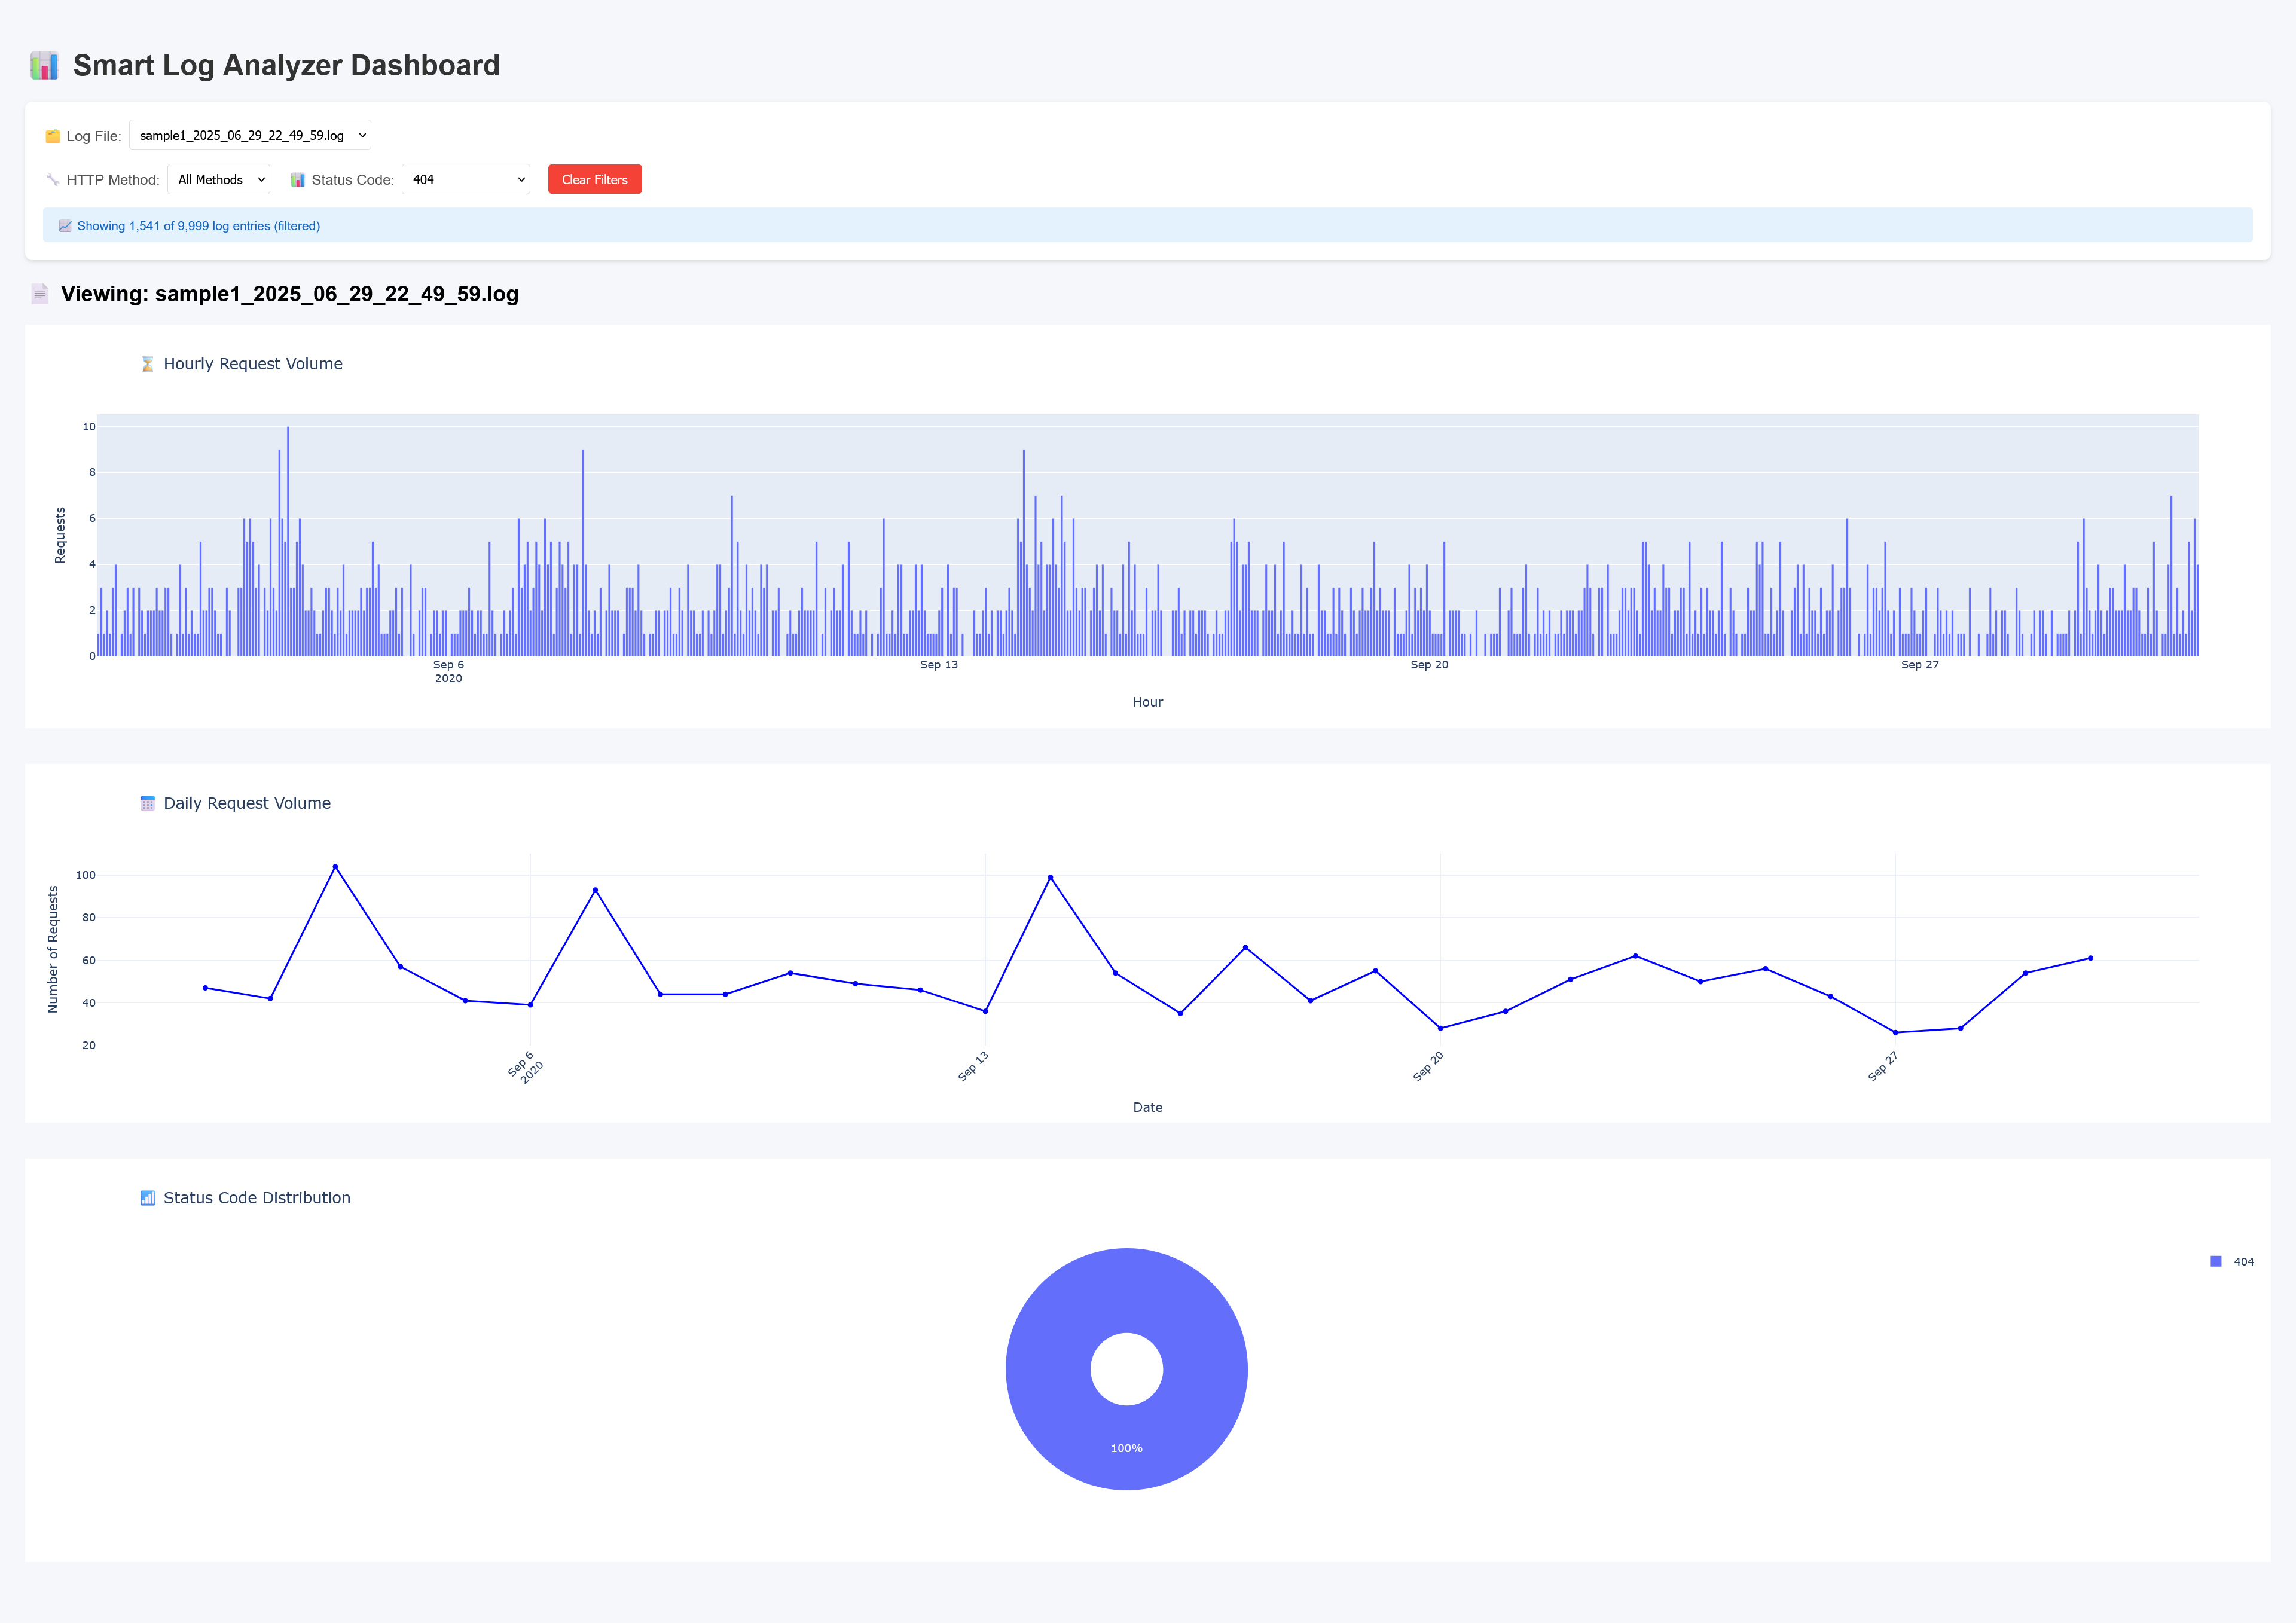 Smart Log Analyzer Dashboard
Log File: sample1_2025_06_29_22_49_59.log
HTTP Method: All Methods Status Code: 404 Clear Filters
Showing 1,541 of 9,999 log entries (filtered)
Viewing: sample1_2025_06_29_22_49_59.log
Hourly Request Volume
Requests
10
8
6
4
2
0
Sep 6
2020
Sep 13
Sep 20
Sep 27
Hour
Daily Request Volume
Number of Requests
100
80
60
40
20
Sep 6
2020
Sep 13
Sep 20
Sep 27
Date
Status Code Distribution
404
100%